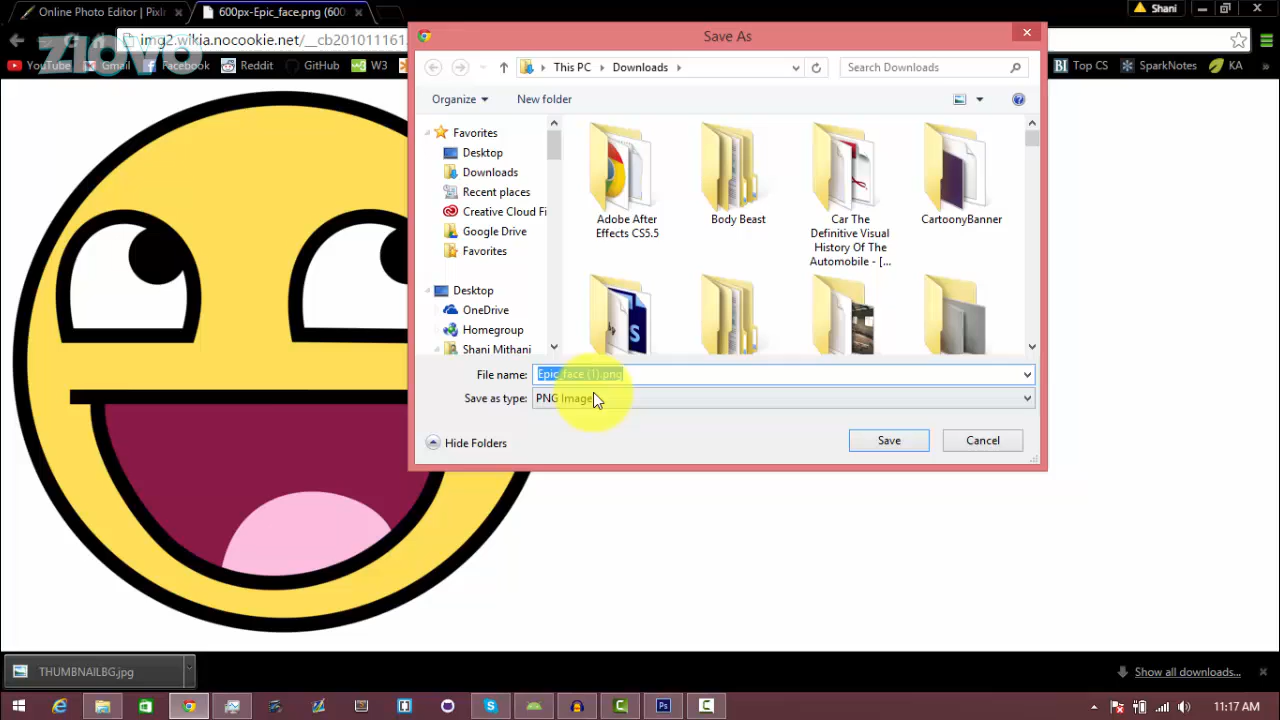 Online Photo Editor | Pixlr
600px-Epic_face.png (600
Shani
img2.wikia.nocookie.net/__cb2010111613
ziovo
YouTube
Gmail
Facebook
Reddit
GitHub
W3
Top CS
SparkNotes
KA
Save As
This PC
Downloads
Search Downloads
Organize
New folder
Favorites
Desktop
Downloads
Recent places
Creative Cloud Fi
Google Drive
Favorites
Desktop
OneDrive
Homegroup
Shani Mithani
Adobe After
Effects CS5.5
Body Beast
Car The
Definitive Visual
History Of The
Automobile - [...
CartoonyBanner
File name:
Epic_face (1).png
Save as type:
PNG Image
Hide Folders
Save
Cancel
THUMBNAILBG.jpg
Show all downloads...
11:17 AM